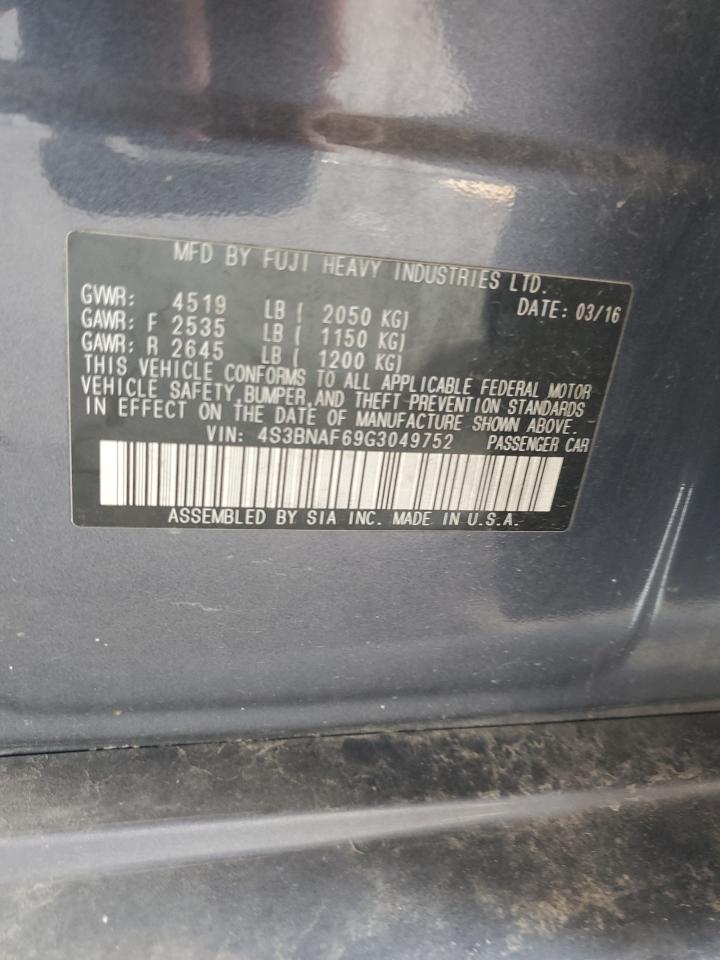 MFD BY FUJI HEAVY INDUSTRIES LTD.
GVWR: 4519 LB ( 2050 KG) DATE: 03/16
GAWR: F 2535 LB ( 1150 KG)
GAWR: R 2645 LB ( 1200 KG)
THIS VEHICLE CONFORMS TO ALL APPLICABLE FEDERAL MOTOR
VEHICLE SAFETY, BUMPER, AND THEFT PREVENTION STANDARDS
IN EFFECT ON THE DATE OF MANUFACTURE SHOWN ABOVE.
VIN: 4S3BNAF69G3049752 PASSENGER CAR
ASSEMBLED BY SIA INC. MADE IN U.S.A.